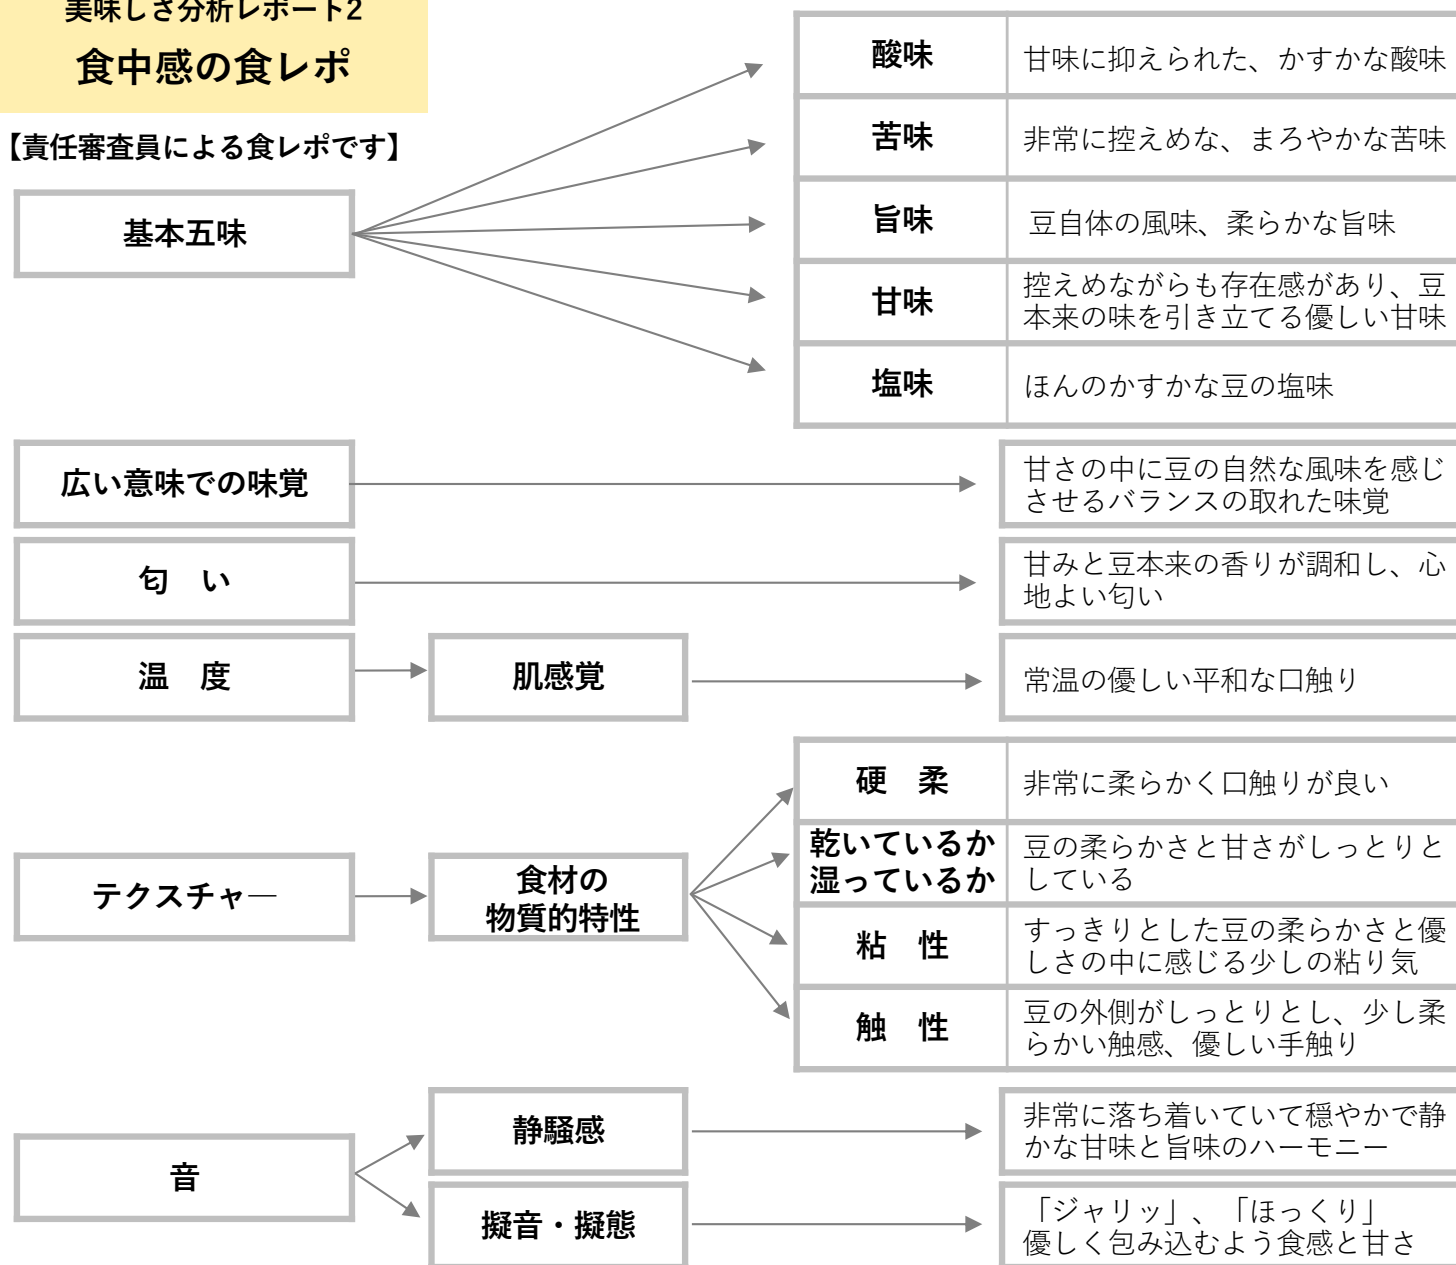 美味しさ分析レポート2
食中感の食レポ
【責任審査員による食レポです】
基本五味
酸味
甘味に抑えられた、かすかな酸味
苦味
非常に控えめな、まろやかな苦味
旨味
豆自体の風味、柔らかな旨味
甘味
控えめながらも存在感があり、豆
本来の味を引き立てる優しい甘味
塩味
ほんのかすかな豆の塩味
広い意味での味覚
甘さの中に豆の自然な風味を感じ
させるバランスの取れた味覚
匂　い
甘みと豆本来の香りが調和し、心
地よい匂い
温　度
肌感覚
常温の優しい平和な口触り
テクスチャ―
食材の
物質的特性
硬　柔
非常に柔らかく口触りが良い
乾いているか
湿っているか
豆の柔らかさと甘さがしっとりと
している
粘　性
すっきりとした豆の柔らかさと優
しさの中に感じる少しの粘り気
触　性
豆の外側がしっとりとし、少し柔
らかい触感、優しい手触り
音
静騒感
非常に落ち着いていて穏やかで静
かな甘味と旨味のハーモニー
擬音・擬態
「ジャリッ」、「ほっくり」
優しく包み込むよう食感と甘さ